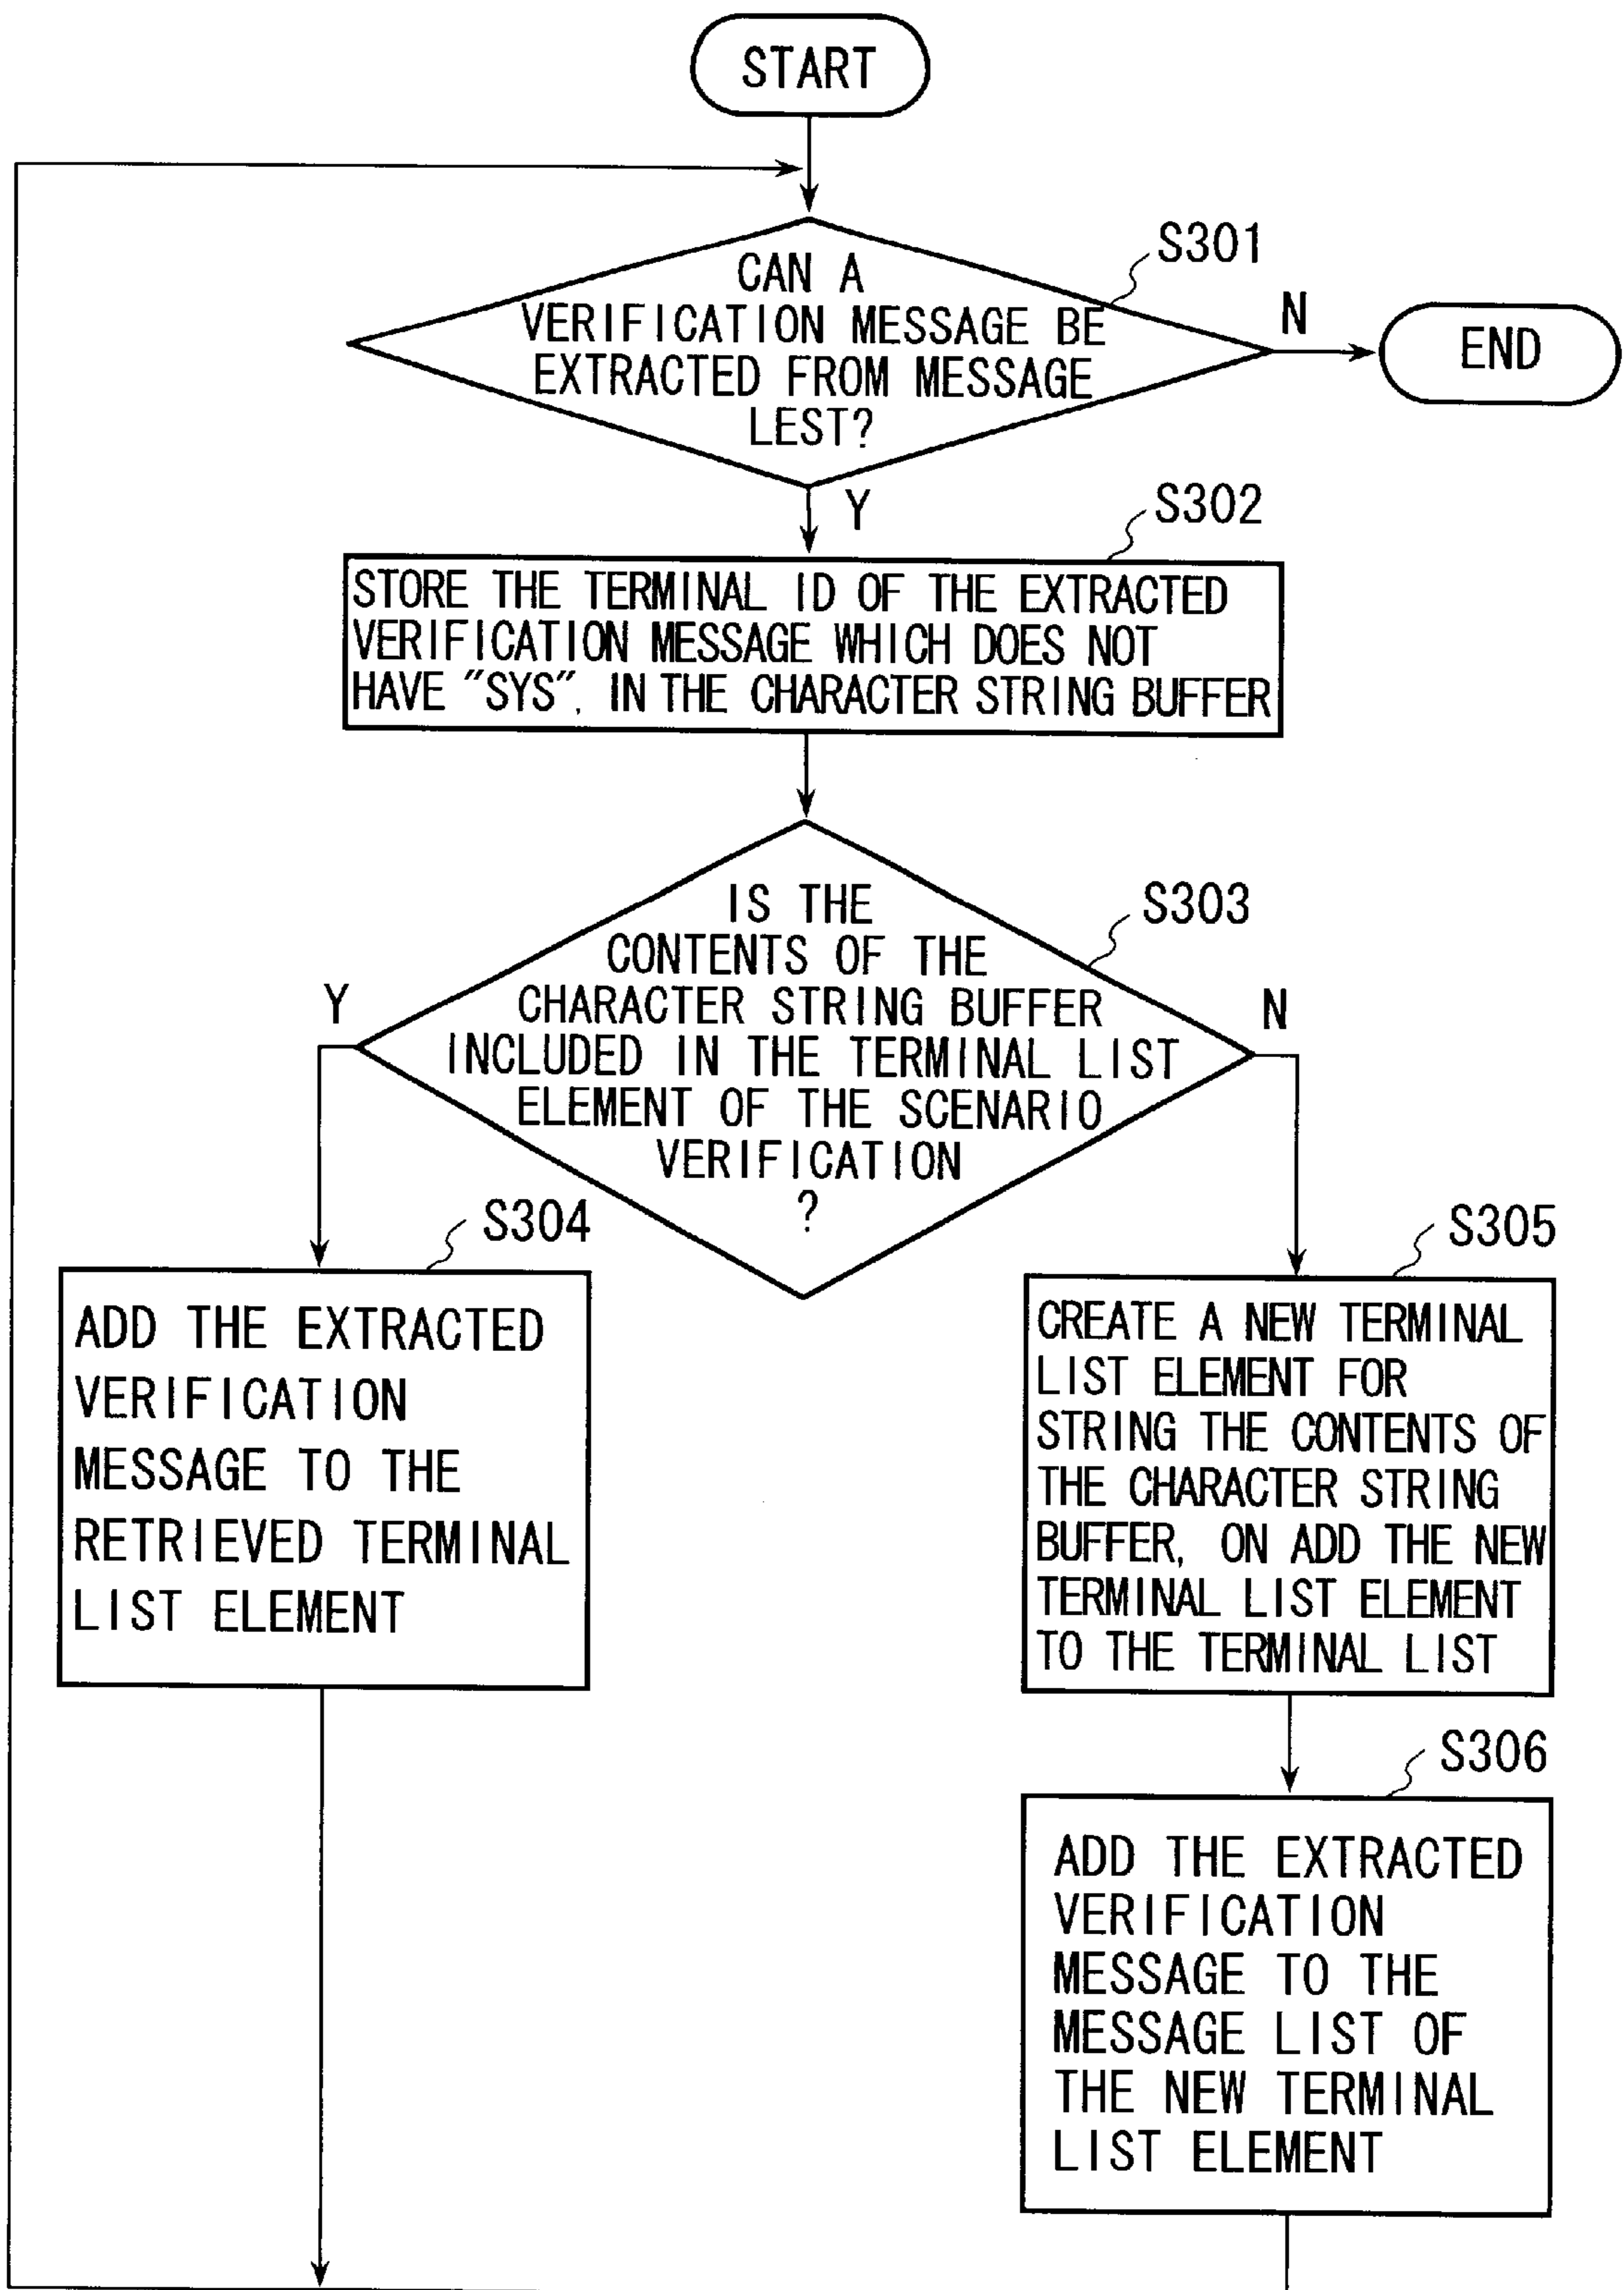 START
S301
CAN A
VERIFICATION MESSAGE BE
EXTRACTED FROM MESSAGE
LEST?
N
END
Y
S302
STORE THE TERMINAL ID OF THE EXTRACTED
VERIFICATION MESSAGE WHICH DOES NOT
HAVE "SYS", IN THE CHARACTER STRING BUFFER
S303
IS THE
CONTENTS OF THE
CHARACTER STRING BUFFER
INCLUDED IN THE TERMINAL LIST
ELEMENT OF THE SCENARIO
VERIFICATION
?
Y
N
S304
ADD THE EXTRACTED
VERIFICATION
MESSAGE TO THE
RETRIEVED TERMINAL
LIST ELEMENT
S305
CREATE A NEW TERMINAL
LIST ELEMENT FOR
STRING THE CONTENTS OF
THE CHARACTER STRING
BUFFER, ON ADD THE NEW
TERMINAL LIST ELEMENT
TO THE TERMINAL LIST
S306
ADD THE EXTRACTED
VERIFICATION
MESSAGE TO THE
MESSAGE LIST OF
THE NEW TERMINAL
LIST ELEMENT